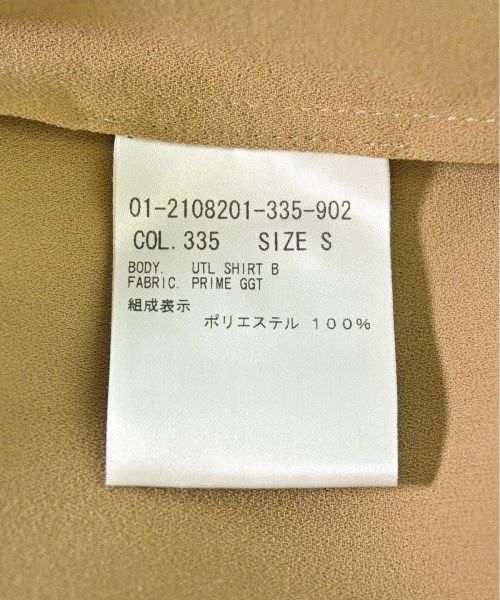 01-2108201-335-902
COL.335 SIZE S
BODY. UTL SHIRT B
FABRIC. PRIME GGT
組成表示
ポリエステル 100%